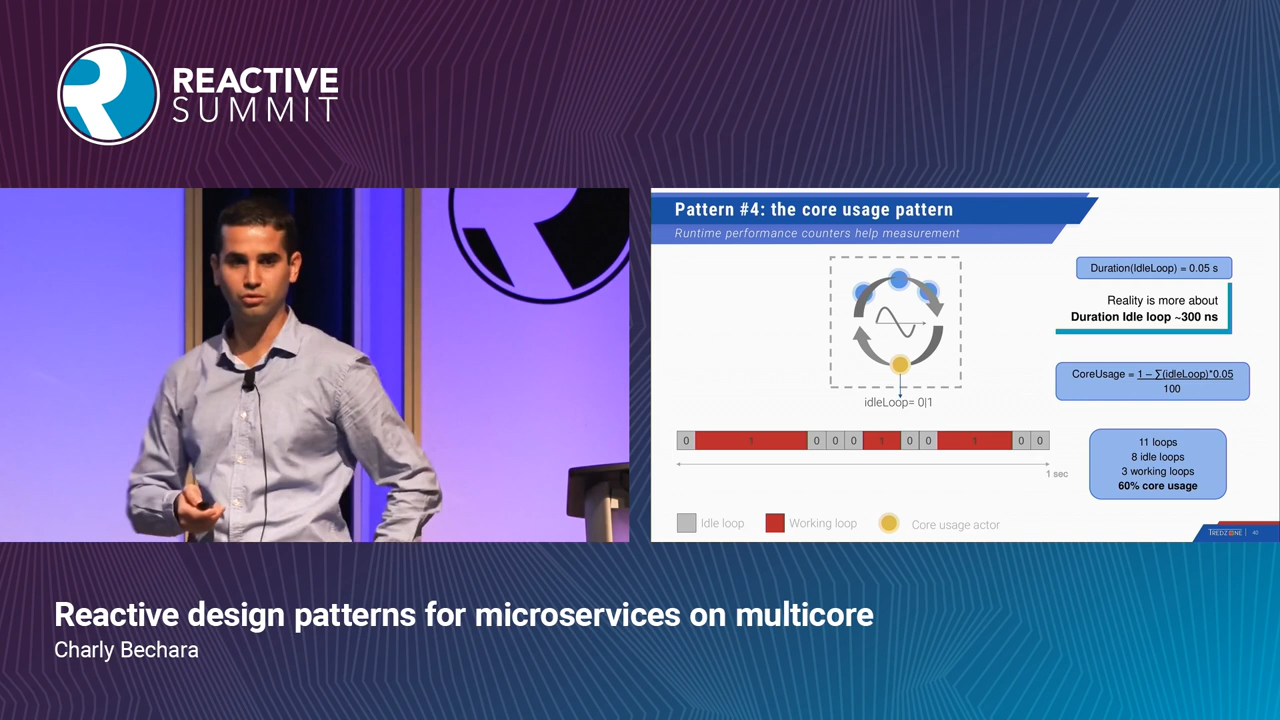 REACTIVE
SUMMIT
Pattern #4: the core usage pattern
Runtime performance counters help measurement
Duration(IdleLoop) = 0.05 s
Reality is more about
Duration Idle loop ~300 ns
CoreUsage = 1 – ∑(idleLoop)*0.05
100
idleLoop= 0|1
0 1 0 0 0 1 0 0 1 0 0
1 sec
11 loops
8 idle loops
3 working loops
60% core usage
Idle loop Working loop Core usage actor
TREDZONE 40
Reactive design patterns for microservices on multicore
Charly Bechara